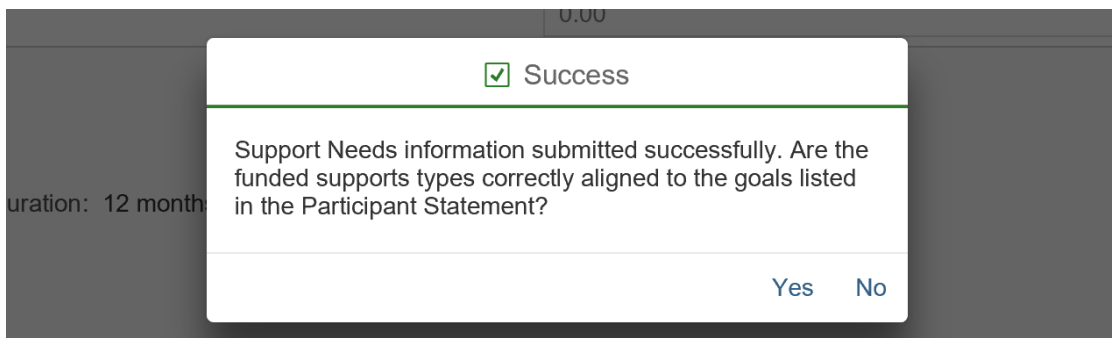 0.00
Success
Support Needs information submitted successfully. Are the
funded supports types correctly aligned to the goals listed
uration: 12 month
in the Participant Statement?
Yes No